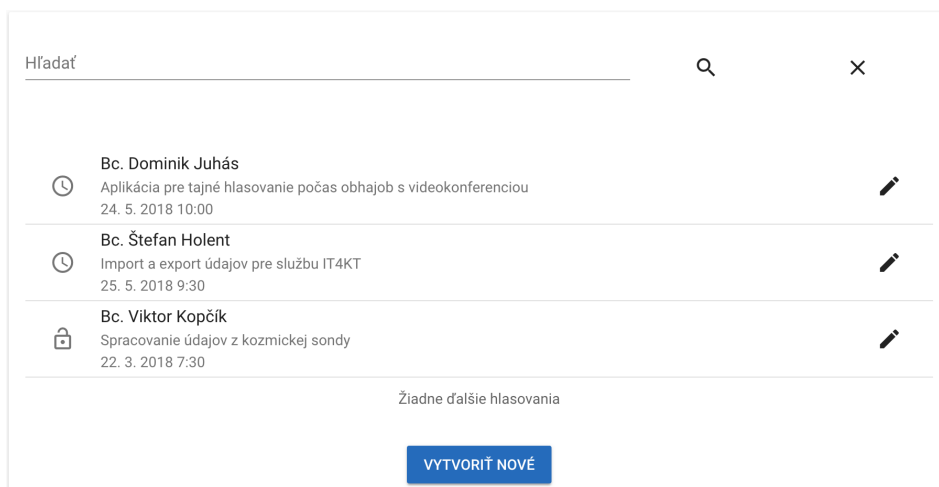 Hľadať
Bc. Dominik Juhás
Aplikácia pre tajné hlasovanie počas obhajob s videokonferenciou
24. 5. 2018 10:00
Bc. Štefan Holent
Import a export údajov pre službu IT4KT
25. 5. 2018 9:30
Bc. Viktor Kopčík
Spracovanie údajov z kozmickej sondy
22. 3. 2018 7:30
Žiadne ďalšie hlasovania
VYTVORIŤ NOVÉ